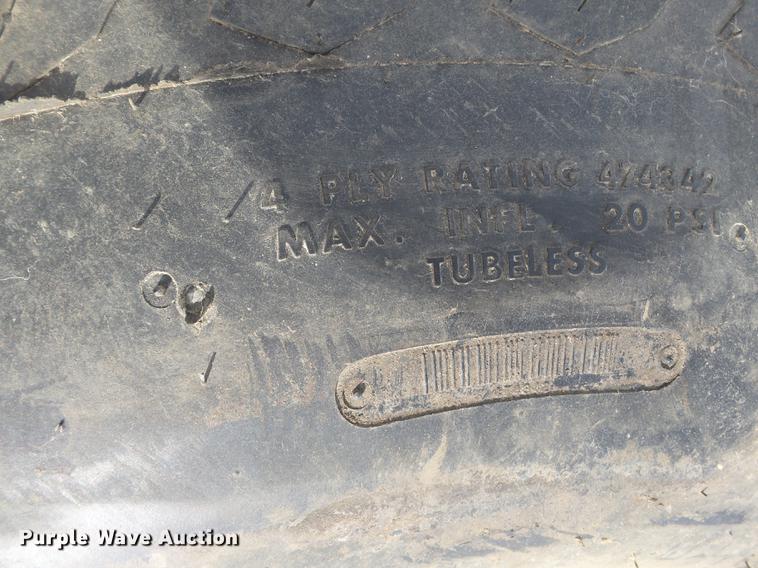 4 PLY RATING 474342
MAX. INFL. 20 PSI
TUBELESS
Purple Wave Auction